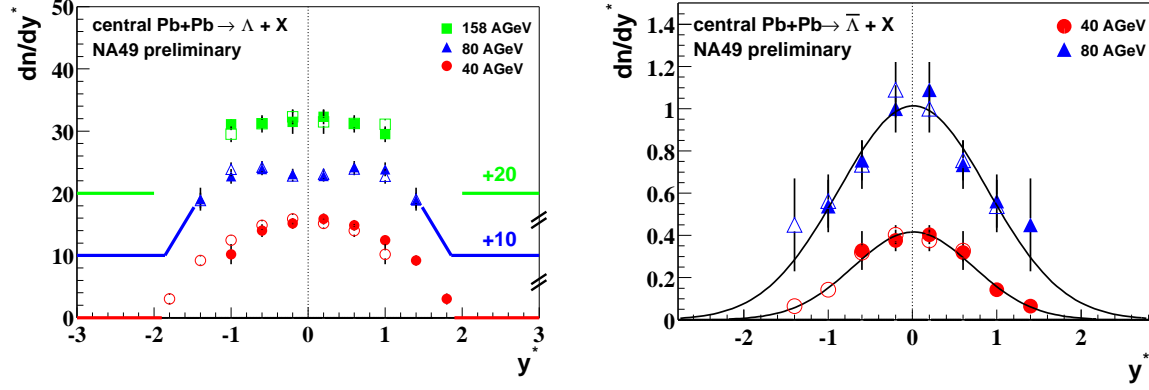 dn/dy*
50
40
30
20
10
0
central Pb+Pb → Λ + X
NA49 preliminary
158 AGeV
80 AGeV
40 AGeV
+20
+10
-3 -2 -1 0 1 2 3
y*
dn/dy*
1.4
1.2
1
0.8
0.6
0.4
0.2
0
central Pb+Pb → Λ̅ + X
NA49 preliminary
40 AGeV
80 AGeV
-2 -1 0 1 2
y*